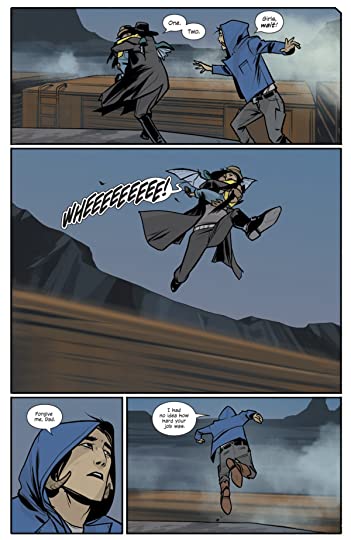 One.
Two.
Girls,
wait!
WHEEEEEEEEE!
Forgive
me, Dad.
I had
no idea how
hard your
job was.